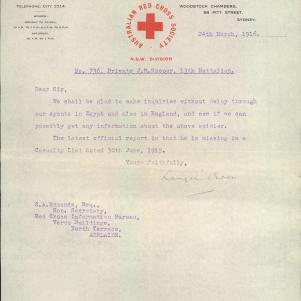 TELEPHONE: CITY 3014.
AUSTRALIAN RED CROSS SOCIETY
N.S.W. DIVISION
WOODSTOCK CHAMBERS,
88 PITT STREET,
SYDNEY.
24th March, 1916.
No. 736, Private J.R.Hooper, 13th Battalion.
Dear Sir,
We shall be glad to make inquiries without delay through
our Agents in Egypt and also in England, and see if we can
possibly get any information about the above soldier.
The latest official report is that he is missing in a
Casualty List dated 30th June, 1915.
Yours faithfully,
S.A.Edmunds, Esq.,
Hon. Secretary,
Red Cross Information Bureau,
Verco Buildings,
North Terrace,
ADELAIDE.